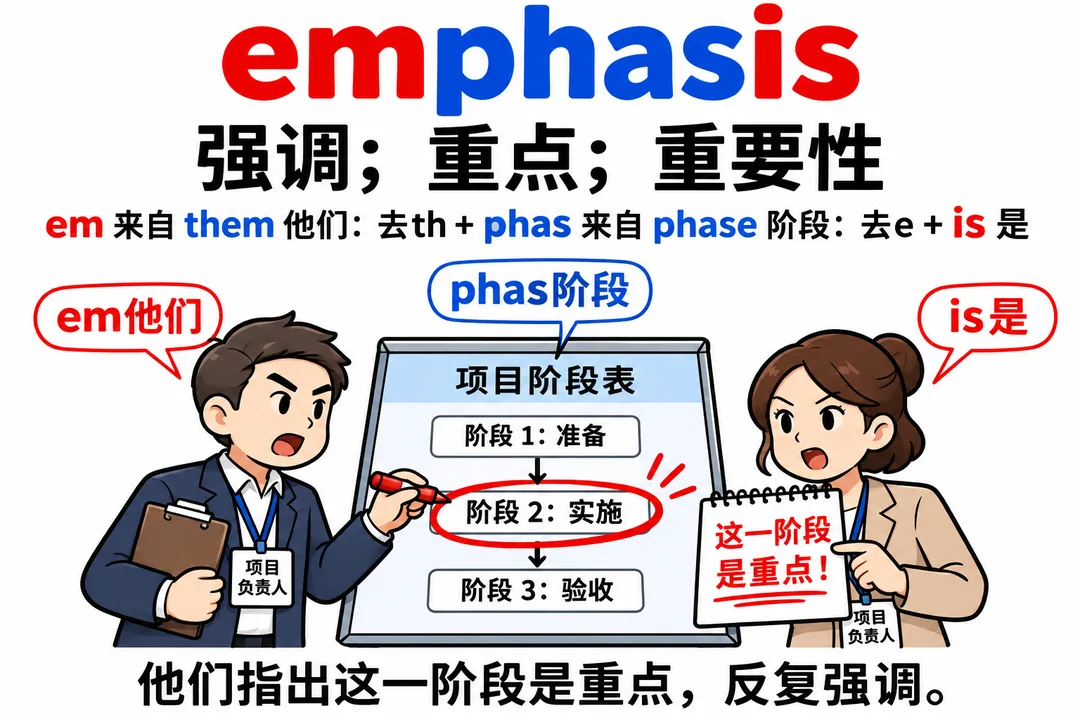 emphasis
强调；重点；重要性
em 来自 them 他们：去th + phas 来自 phase 阶段：去e + is 是
em他们
phas阶段
is是
项目阶段表
阶段 1：准备
阶段 2：实施
阶段 3：验收
项目
负责人
这一阶段
是重点！
项目
负责人
他们指出这一阶段是重点，反复强调。